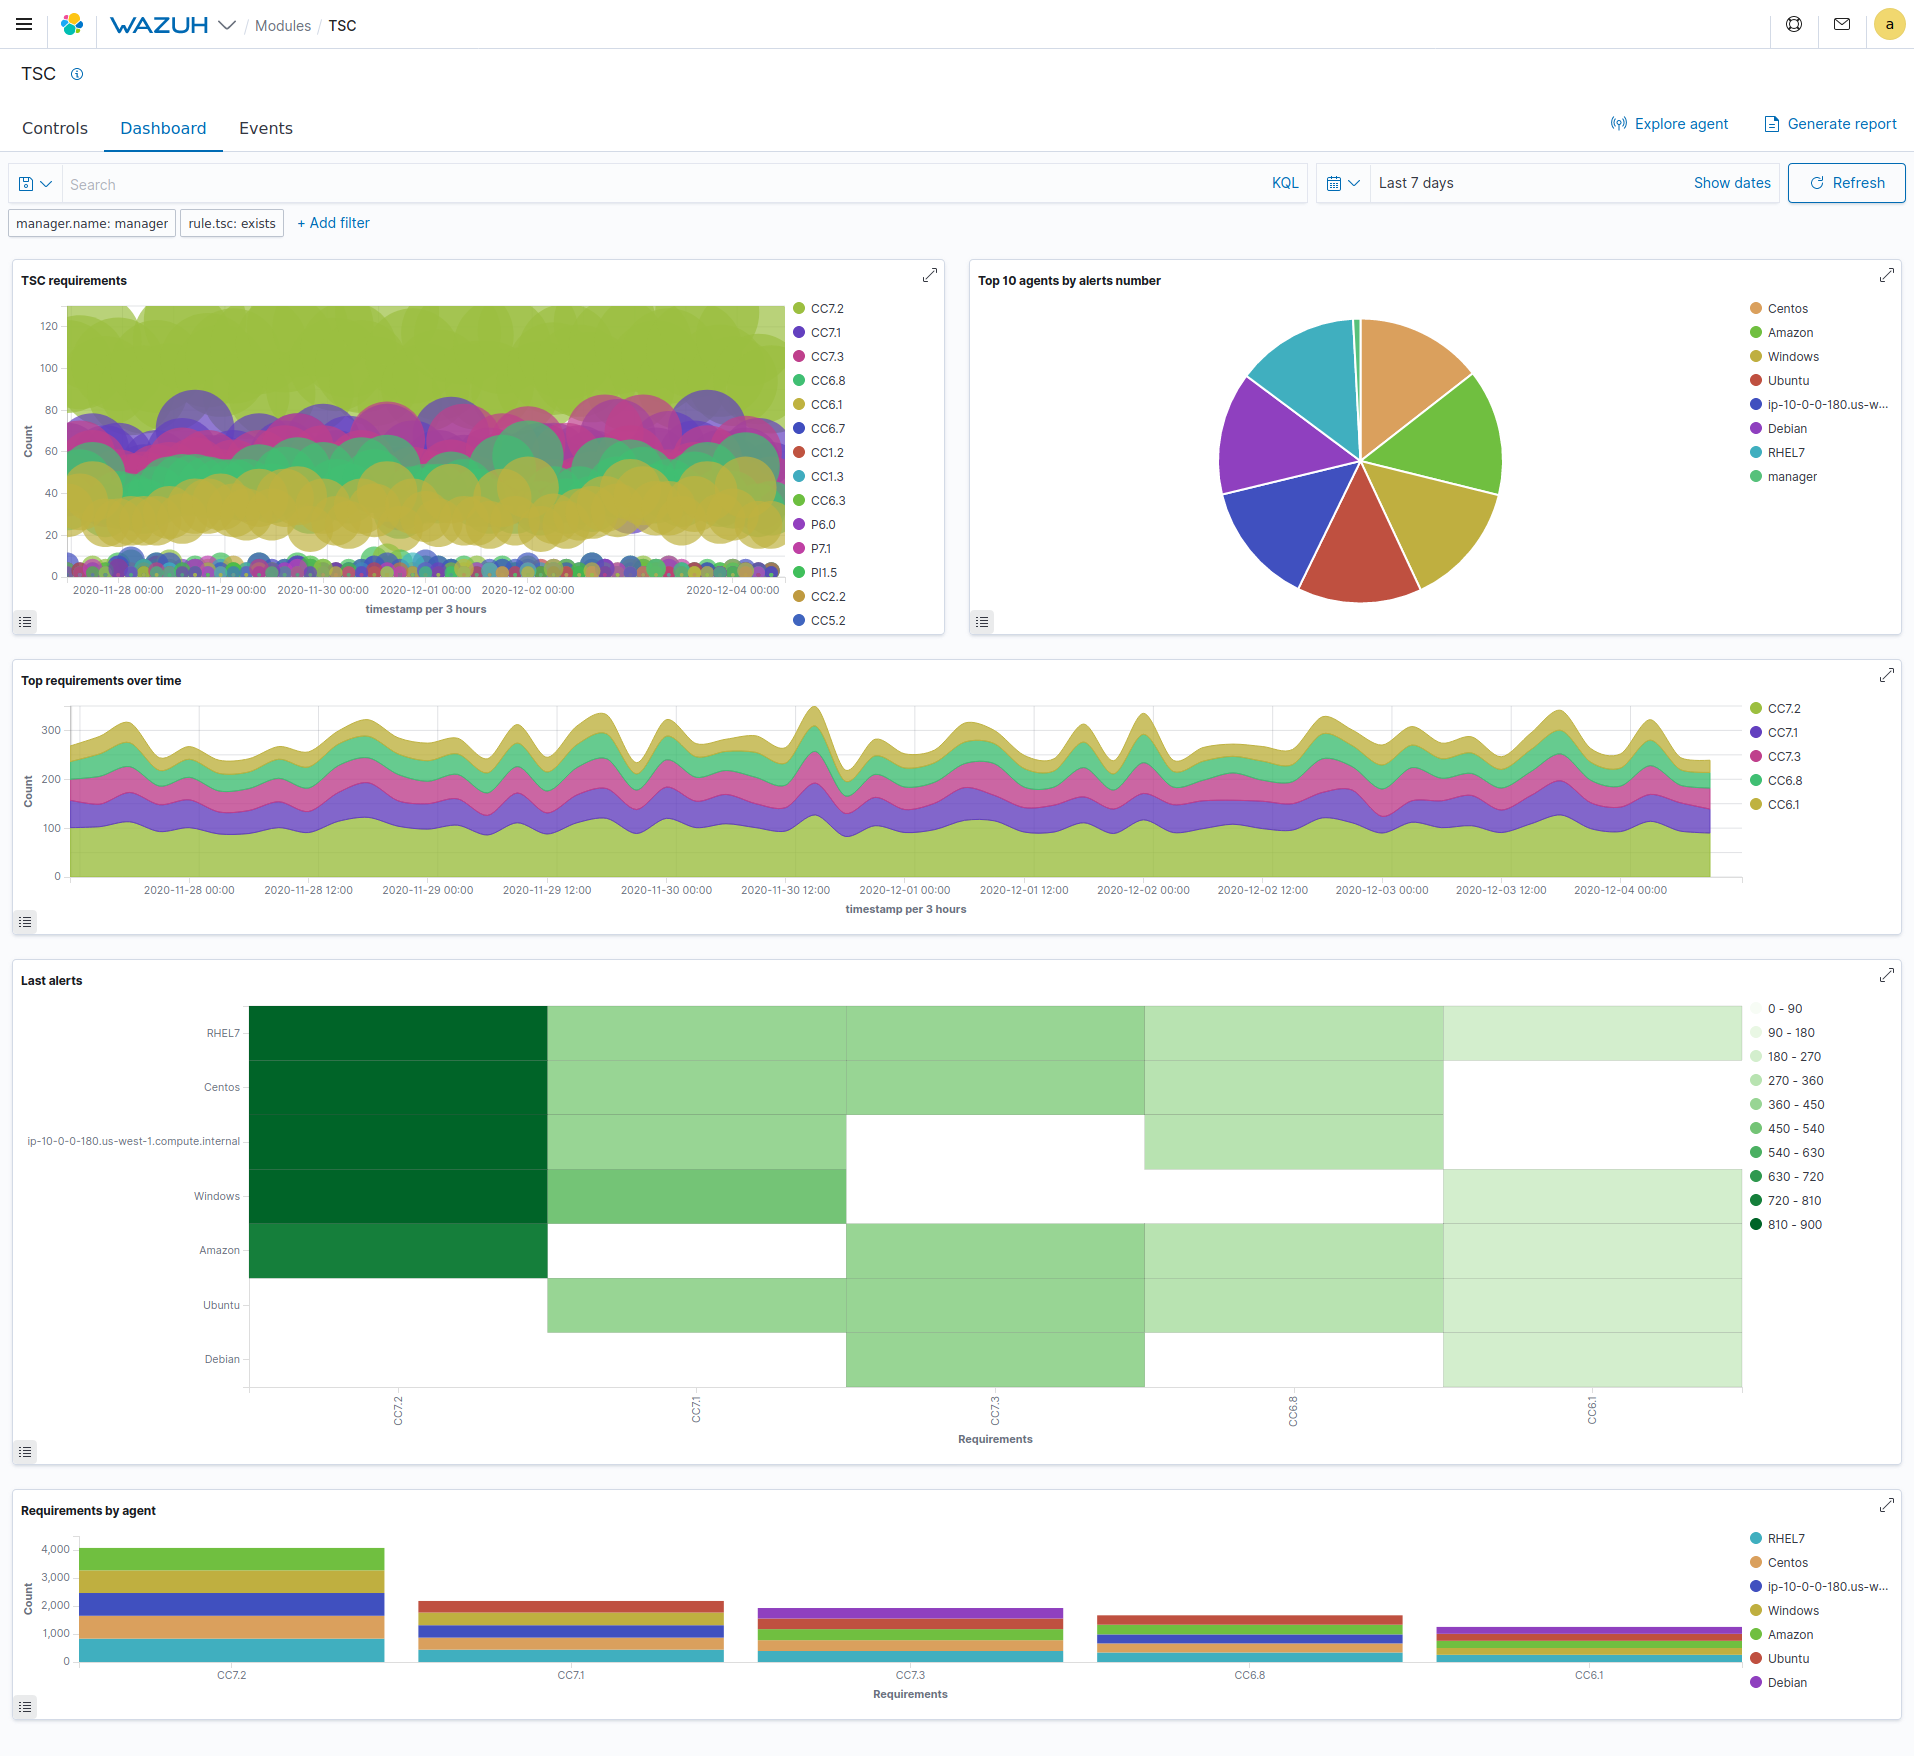 WAZUH / Modules / TSC
a
TSC
Controls Dashboard Events
Explore agent Generate report
Search KQL
Last 7 days Show dates Refresh
manager.name: manager rule.tsc: exists + Add filter
TSC requirements
120
100
80
60
40
20
0
Count
2020-11-28 00:00 2020-11-29 00:00 2020-11-30 00:00 2020-12-01 00:00 2020-12-02 00:00 2020-12-04 00:00
timestamp per 3 hours
CC7.2
CC7.1
CC7.3
CC6.8
CC6.1
CC6.7
CC1.2
CC1.3
CC6.3
P6.0
P7.1
PI1.5
CC2.2
CC5.2
Top 10 agents by alerts number
Centos
Amazon
Windows
Ubuntu
ip-10-0-0-180.us-w...
Debian
RHEL7
manager
Top requirements over time
300
200
100
0
Count
2020-11-28 00:00 2020-11-28 12:00 2020-11-29 00:00 2020-11-29 12:00 2020-11-30 00:00 2020-11-30 12:00 2020-12-01 00:00 2020-12-01 12:00 2020-12-02 00:00 2020-12-02 12:00 2020-12-03 00:00 2020-12-03 12:00 2020-12-04 00:00
timestamp per 3 hours
CC7.2
CC7.1
CC7.3
CC6.8
CC6.1
Last alerts
RHEL7
Centos
ip-10-0-0-180.us-west-1.compute.internal
Windows
Amazon
Ubuntu
Debian
CC7.2 CC7.1 CC7.3 CC6.8 CC6.1
Requirements
0 - 90
90 - 180
180 - 270
270 - 360
360 - 450
450 - 540
540 - 630
630 - 720
720 - 810
810 - 900
Requirements by agent
4,000
3,000
2,000
1,000
0
Count
CC7.2 CC7.1 CC7.3 CC6.8 CC6.1
Requirements
RHEL7
Centos
ip-10-0-0-180.us-w...
Windows
Amazon
Ubuntu
Debian